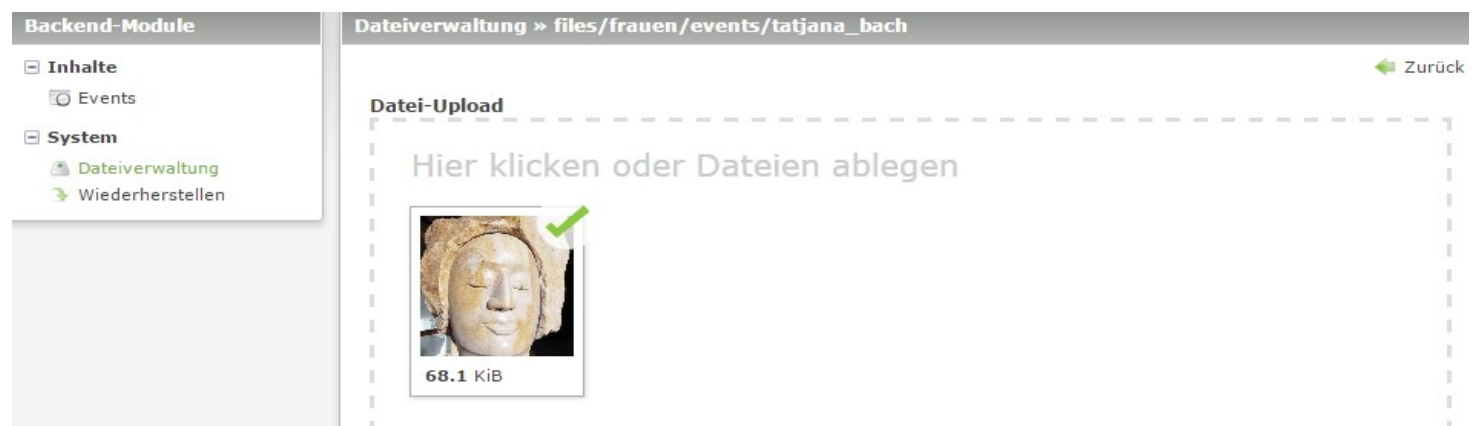 Backend-Module
Inhalte
Events
System
Dateiverwaltung
Wiederherstellen
Dateiverwaltung » files/frauen/events/tatjana_bach
Zurück
Datei-Upload
Hier klicken oder Dateien ablegen
68.1 KiB